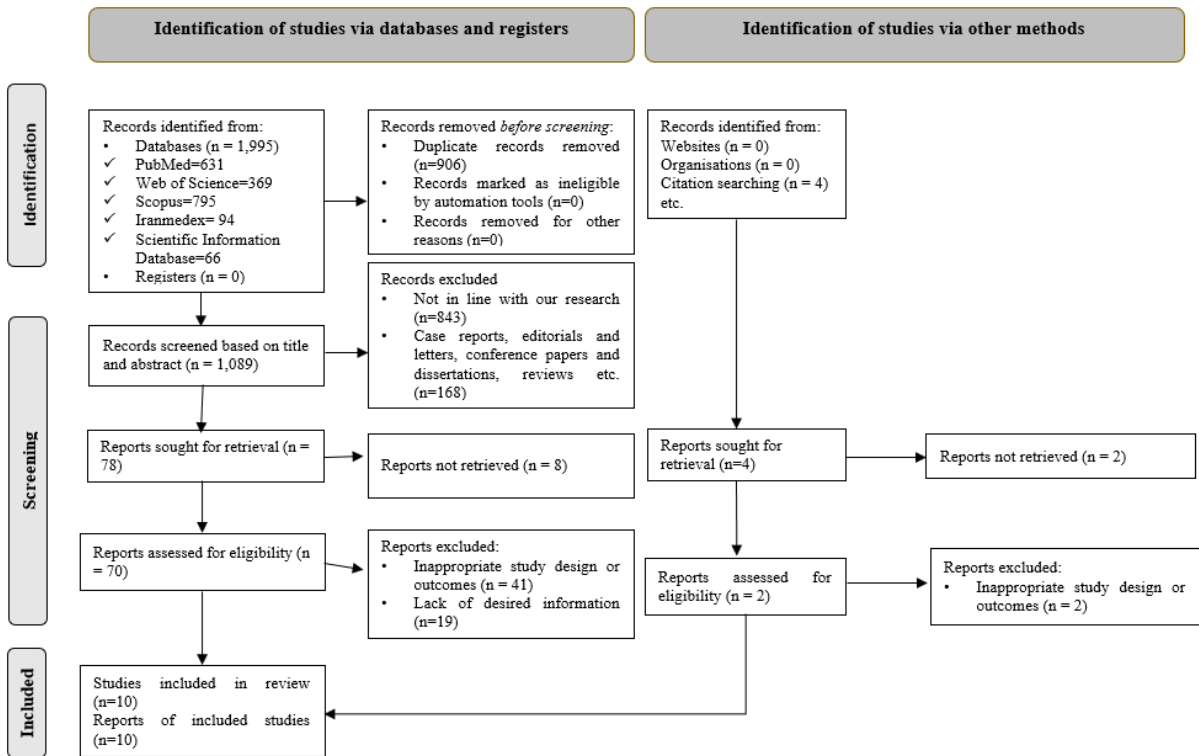 Identification of studies via databases and registers
Identification of studies via other methods
Identification
Records identified from:
• Databases (n = 1,995)
✓ PubMed=631
✓ Web of Science=369
✓ Scopus=795
✓ Iranmedex= 94
✓ Scientific Information
Database=66
• Registers (n = 0)
Records removed before screening:
• Duplicate records removed
(n=906)
• Records marked as ineligible
by automation tools (n=0)
• Records removed for other
reasons (n=0)
Records identified from:
Websites (n = 0)
Organisations (n = 0)
Citation searching (n = 4)
etc.
Screening
Records screened based on title
and abstract (n = 1,089)
Records excluded
• Not in line with our research
(n=843)
• Case reports, editorials and
letters, conference papers and
dissertations, reviews etc.
(n=168)
Reports sought for retrieval (n =
78)
Reports not retrieved (n = 8)
Reports sought for
retrieval (n=4)
Reports not retrieved (n = 2)
Reports assessed for eligibility (n
= 70)
Reports excluded:
• Inappropriate study design or
outcomes (n = 41)
• Lack of desired information
(n=19)
Reports assessed for
eligibility (n = 2)
Reports excluded:
• Inappropriate study design or
outcomes (n = 2)
Included
Studies included in review
(n=10)
Reports of included studies
(n=10)